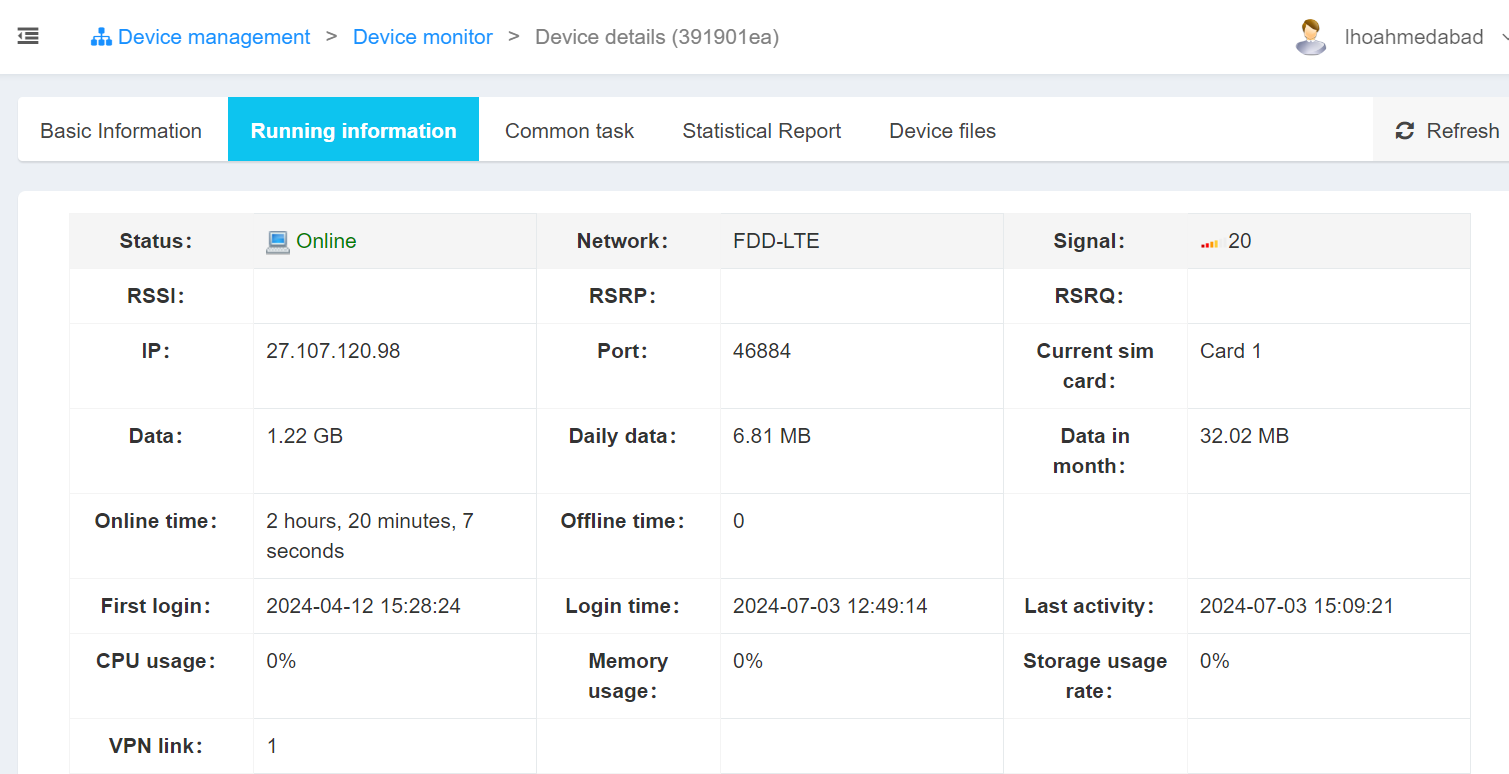 Device management > Device monitor > Device details (391901ea)
lhoahmedabad
Basic Information Running information Common task Statistical Report Device files Refresh
Status: Online Network: FDD-LTE Signal: 20
RSSI: RSRP: RSRQ:
IP: 27.107.120.98 Port: 46884 Current sim card: Card 1
Data: 1.22 GB Daily data: 6.81 MB Data in month: 32.02 MB
Online time: 2 hours, 20 minutes, 7 seconds Offline time: 0
First login: 2024-04-12 15:28:24 Login time: 2024-07-03 12:49:14 Last activity: 2024-07-03 15:09:21
CPU usage: 0% Memory usage: 0% Storage usage rate: 0%
VPN link: 1